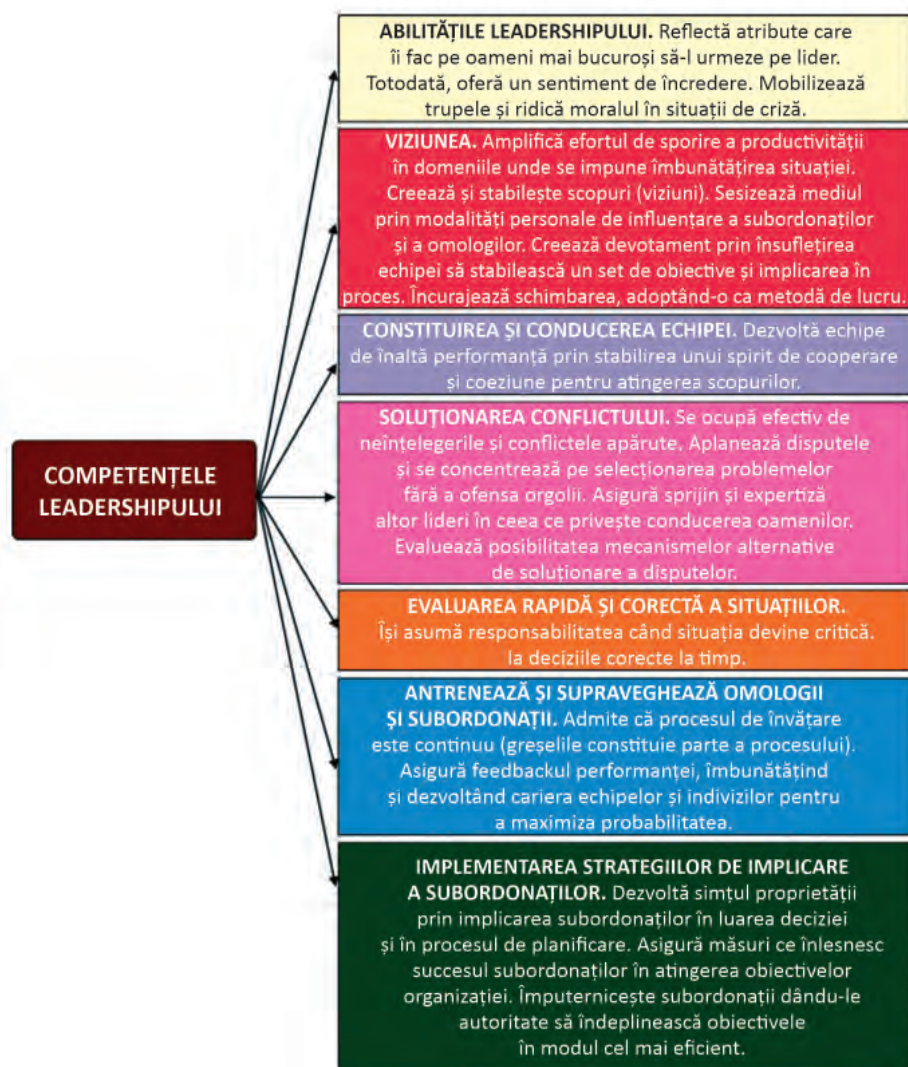 ABILITĂȚILE LEADERSHIPULUI. Reflectă atribute care
îi fac pe oameni mai bucuroși să-l urmeze pe lider.
Totodată, oferă un sentiment de încredere. Mobilizează
trupele și ridică moralul în situații de criză.
VIZIUNEA. Amplifică efortul de sporire a productivității
în domeniile unde se impune îmbunătățirea situației.
Creează și stabilește scopuri (viziuni). Sesizează mediul
prin modalități personale de influențare a subordonaților
și a omologilor. Creează devotament prin însuflețirea
echipei să stabilească un set de obiective și implicarea în
proces. Încurajează schimbarea, adoptând-o ca metodă de lucru.
CONSTITUIREA ȘI CONDUCEREA ECHIPEI. Dezvoltă echipe
de înaltă performanță prin stabilirea unui spirit de cooperare
și coeziune pentru atingerea scopurilor.
SOLUȚIONAREA CONFLICTULUI. Se ocupă efectiv de
neînțelegerile și conflictele apărute. Aplanează disputele
și se concentrează pe selecționarea problemelor
fără a ofensa orgolii. Asigură sprijin și expertiză
altor lideri în ceea ce privește conducerea oamenilor.
Evaluează posibilitatea mecanismelor alternative
de soluționare a disputelor.
COMPETENȚELE
LEADERSHIPULUI
EVALUAREA RAPIDĂ ȘI CORECTĂ A SITUAȚIILOR.
Își asumă responsabilitatea când situația devine critică.
Ia deciziile corecte la timp.
ANTRENEAZĂ ȘI SUPRAVEGHEAZĂ OMOLOGII
ȘI SUBORDONAȚII. Admite că procesul de învățare
este continuu (greșelile constituie parte a procesului).
Asigură feedbackul performanței, îmbunătățind
și dezvoltând cariera echipelor și indivizilor pentru
a maximiza probabilitatea.
IMPLEMENTAREA STRATEGIILOR DE IMPLICARE
A SUBORDONAȚILOR. Dezvoltă simțul proprietății
prin implicarea subordonaților în luarea deciziei
și în procesul de planificare. Asigură măsuri ce înlesnesc
succesul subordonaților în atingerea obiectivelor
organizației. Împuternicește subordonații dându-le
autoritate să îndeplinească obiectivele
în modul cel mai eficient.